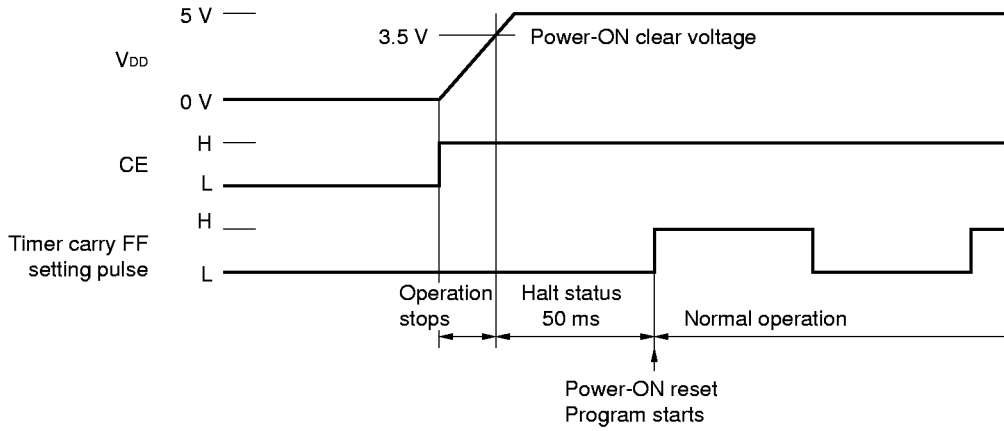 5 V
3.5 V
Power-ON clear voltage
VDD
0 V
H
CE
L
H
Timer carry FF
setting pulse
L
Operation
stops
Halt status
50 ms
Normal operation
Power-ON reset
Program starts